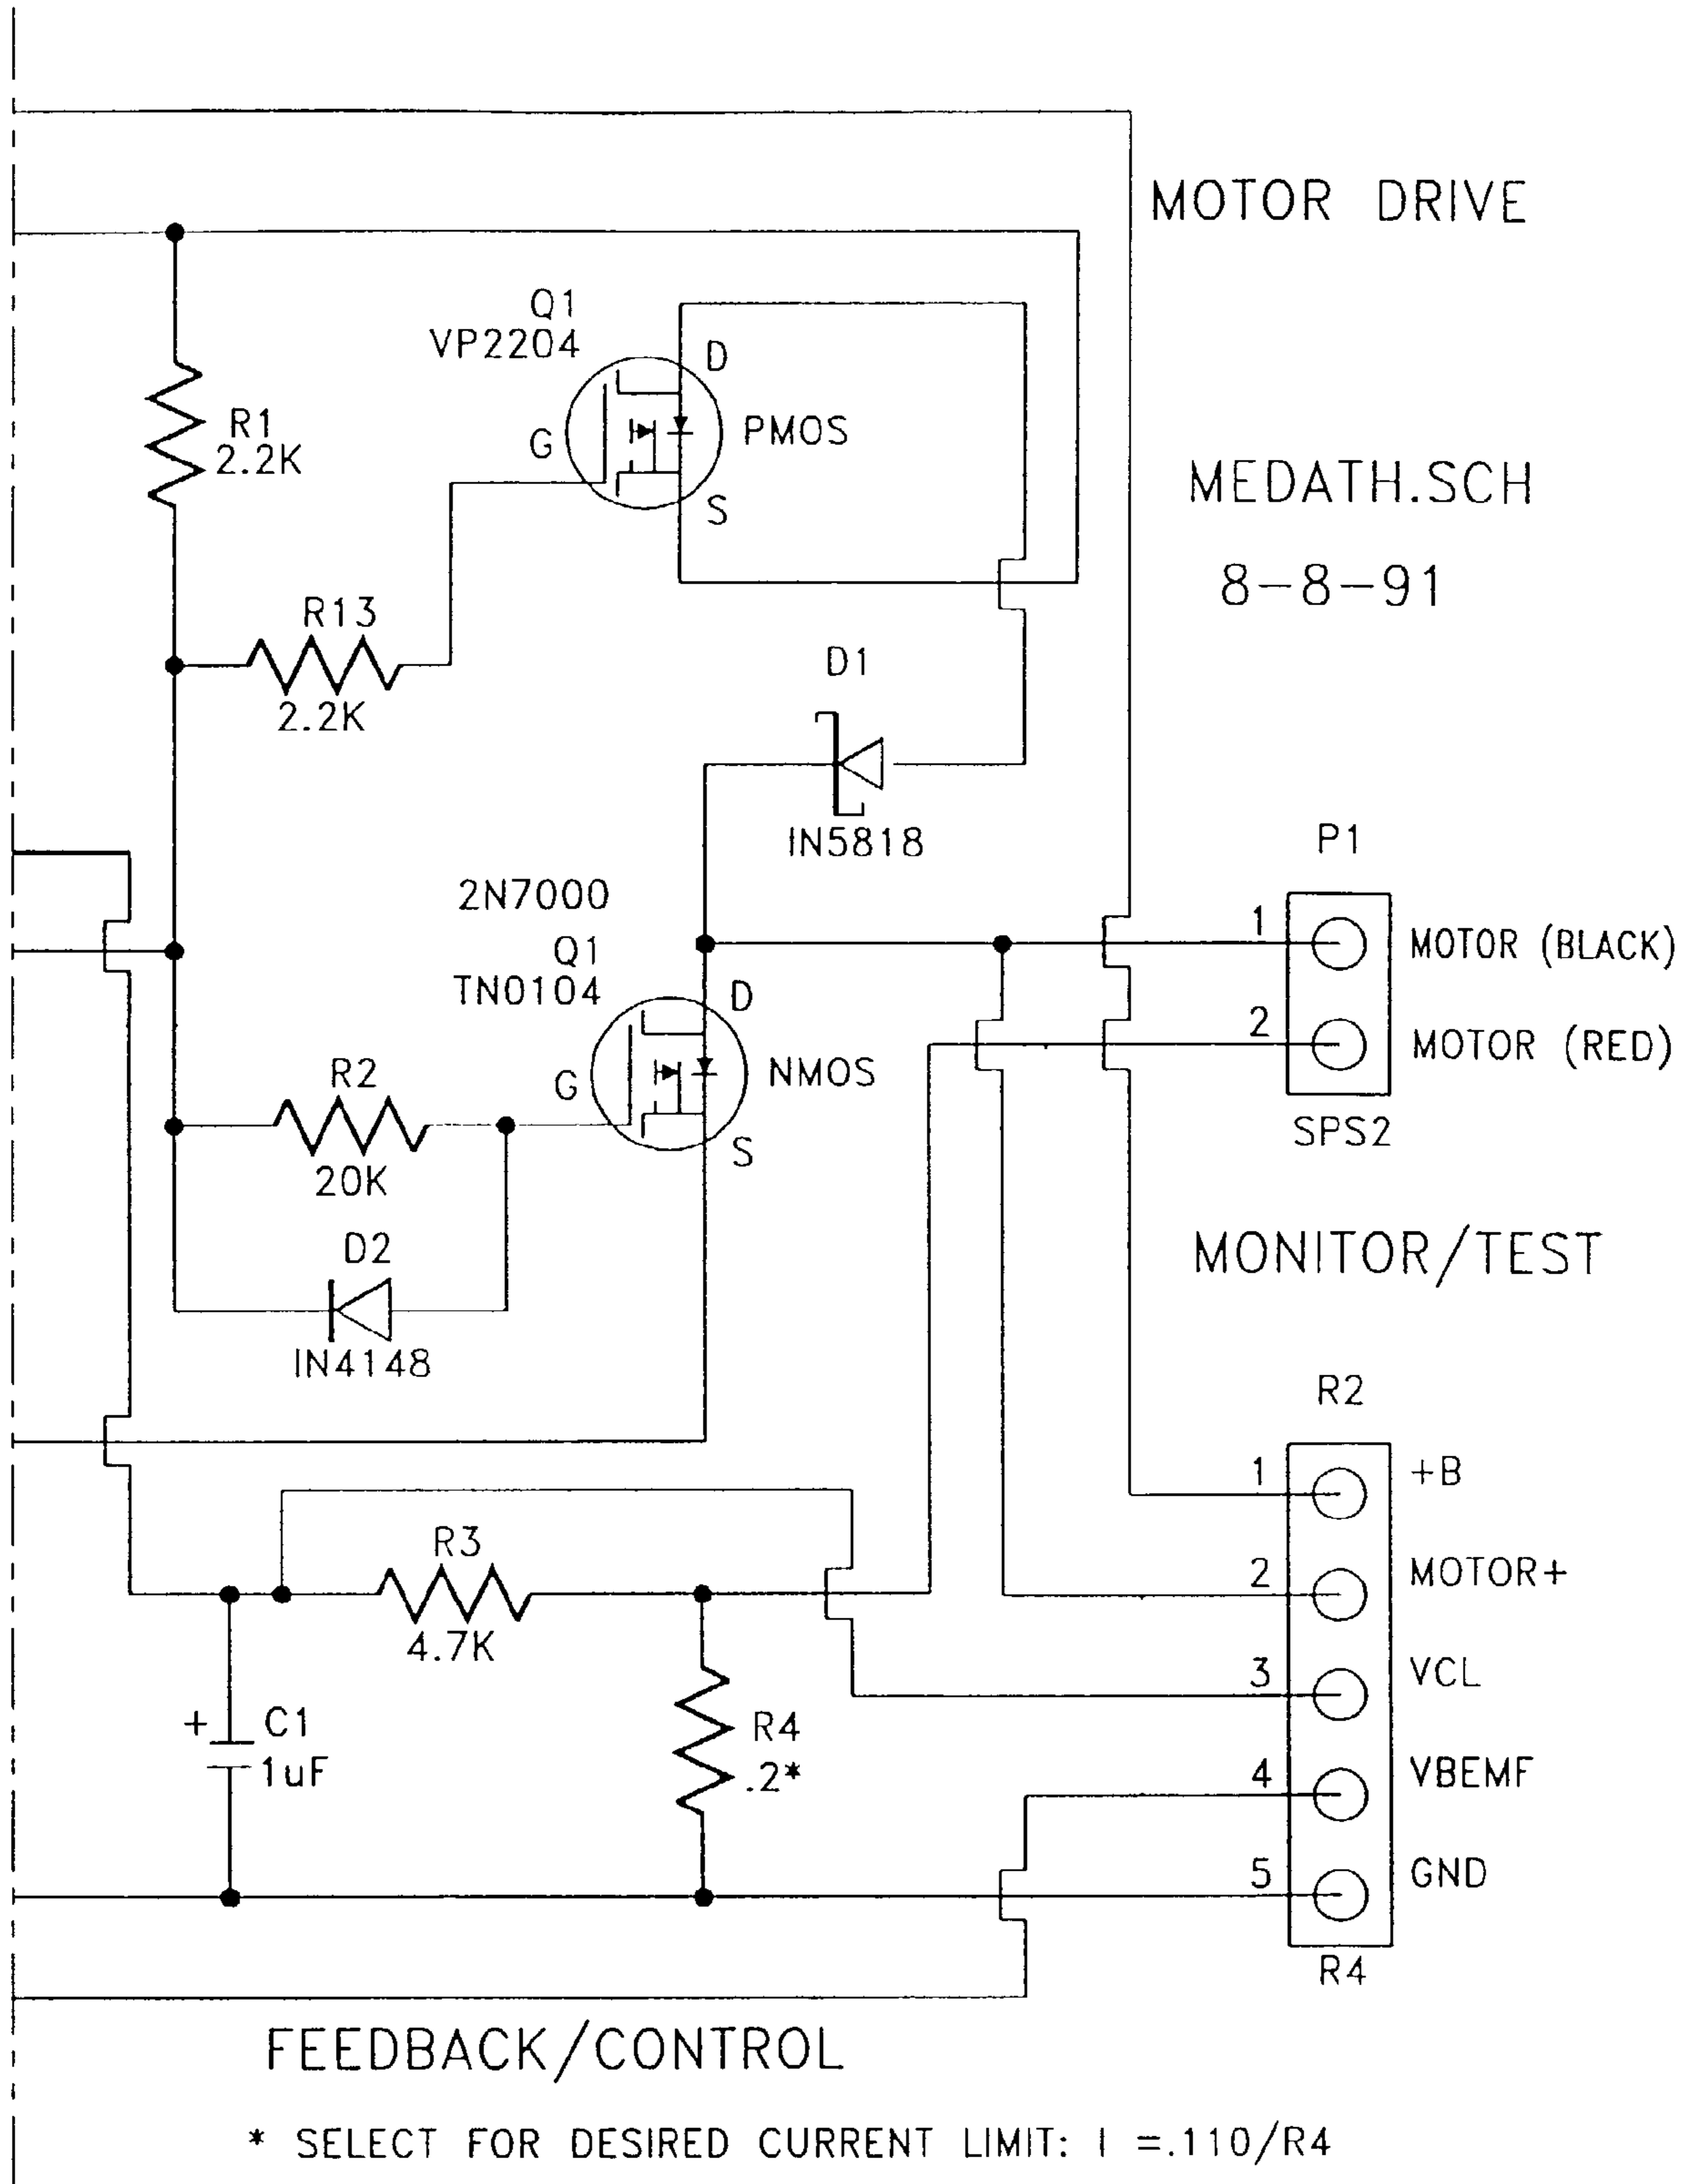 MOTOR DRIVE
Q1
VP2204
D
G
PMOS
S
R1
2.2K
MEDATH.SCH
8-8-91
R13
2.2K
D1
IN5818
P1
2N7000
Q1
TN0104
D
G
NMOS
S
1
MOTOR (BLACK)
2
MOTOR (RED)
SPS2
R2
20K
D2
IN4148
MONITOR/TEST
R2
1
+B
2
MOTOR+
3
VCL
4
VBEMF
5
GND
R4
R3
4.7K
+
C1
1uF
R4
.2*
FEEDBACK/CONTROL
* SELECT FOR DESIRED CURRENT LIMIT: I =.110/R4